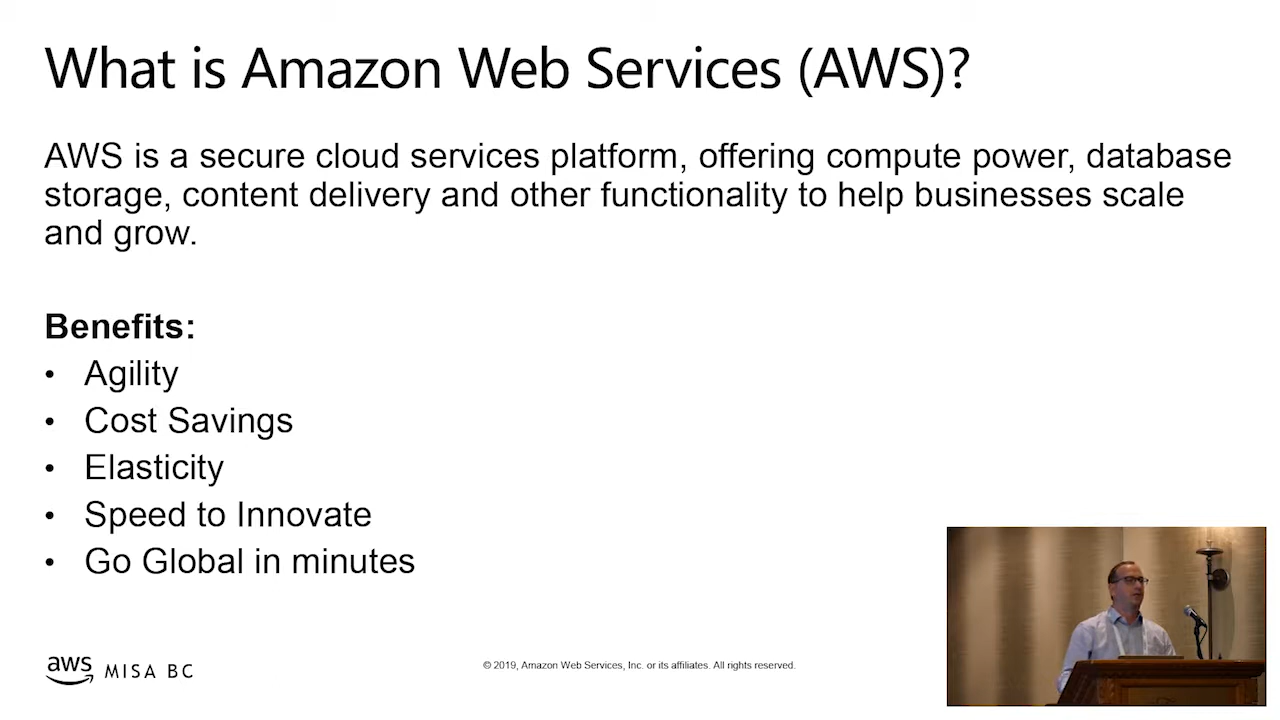 What is Amazon Web Services (AWS)?
AWS is a secure cloud services platform, offering compute power, database
storage, content delivery and other functionality to help businesses scale
and grow.
Benefits:
• Agility
• Cost Savings
• Elasticity
• Speed to Innovate
• Go Global in minutes
aws MISA BC
© 2019, Amazon Web Services, Inc. or its affiliates. All rights reserved.